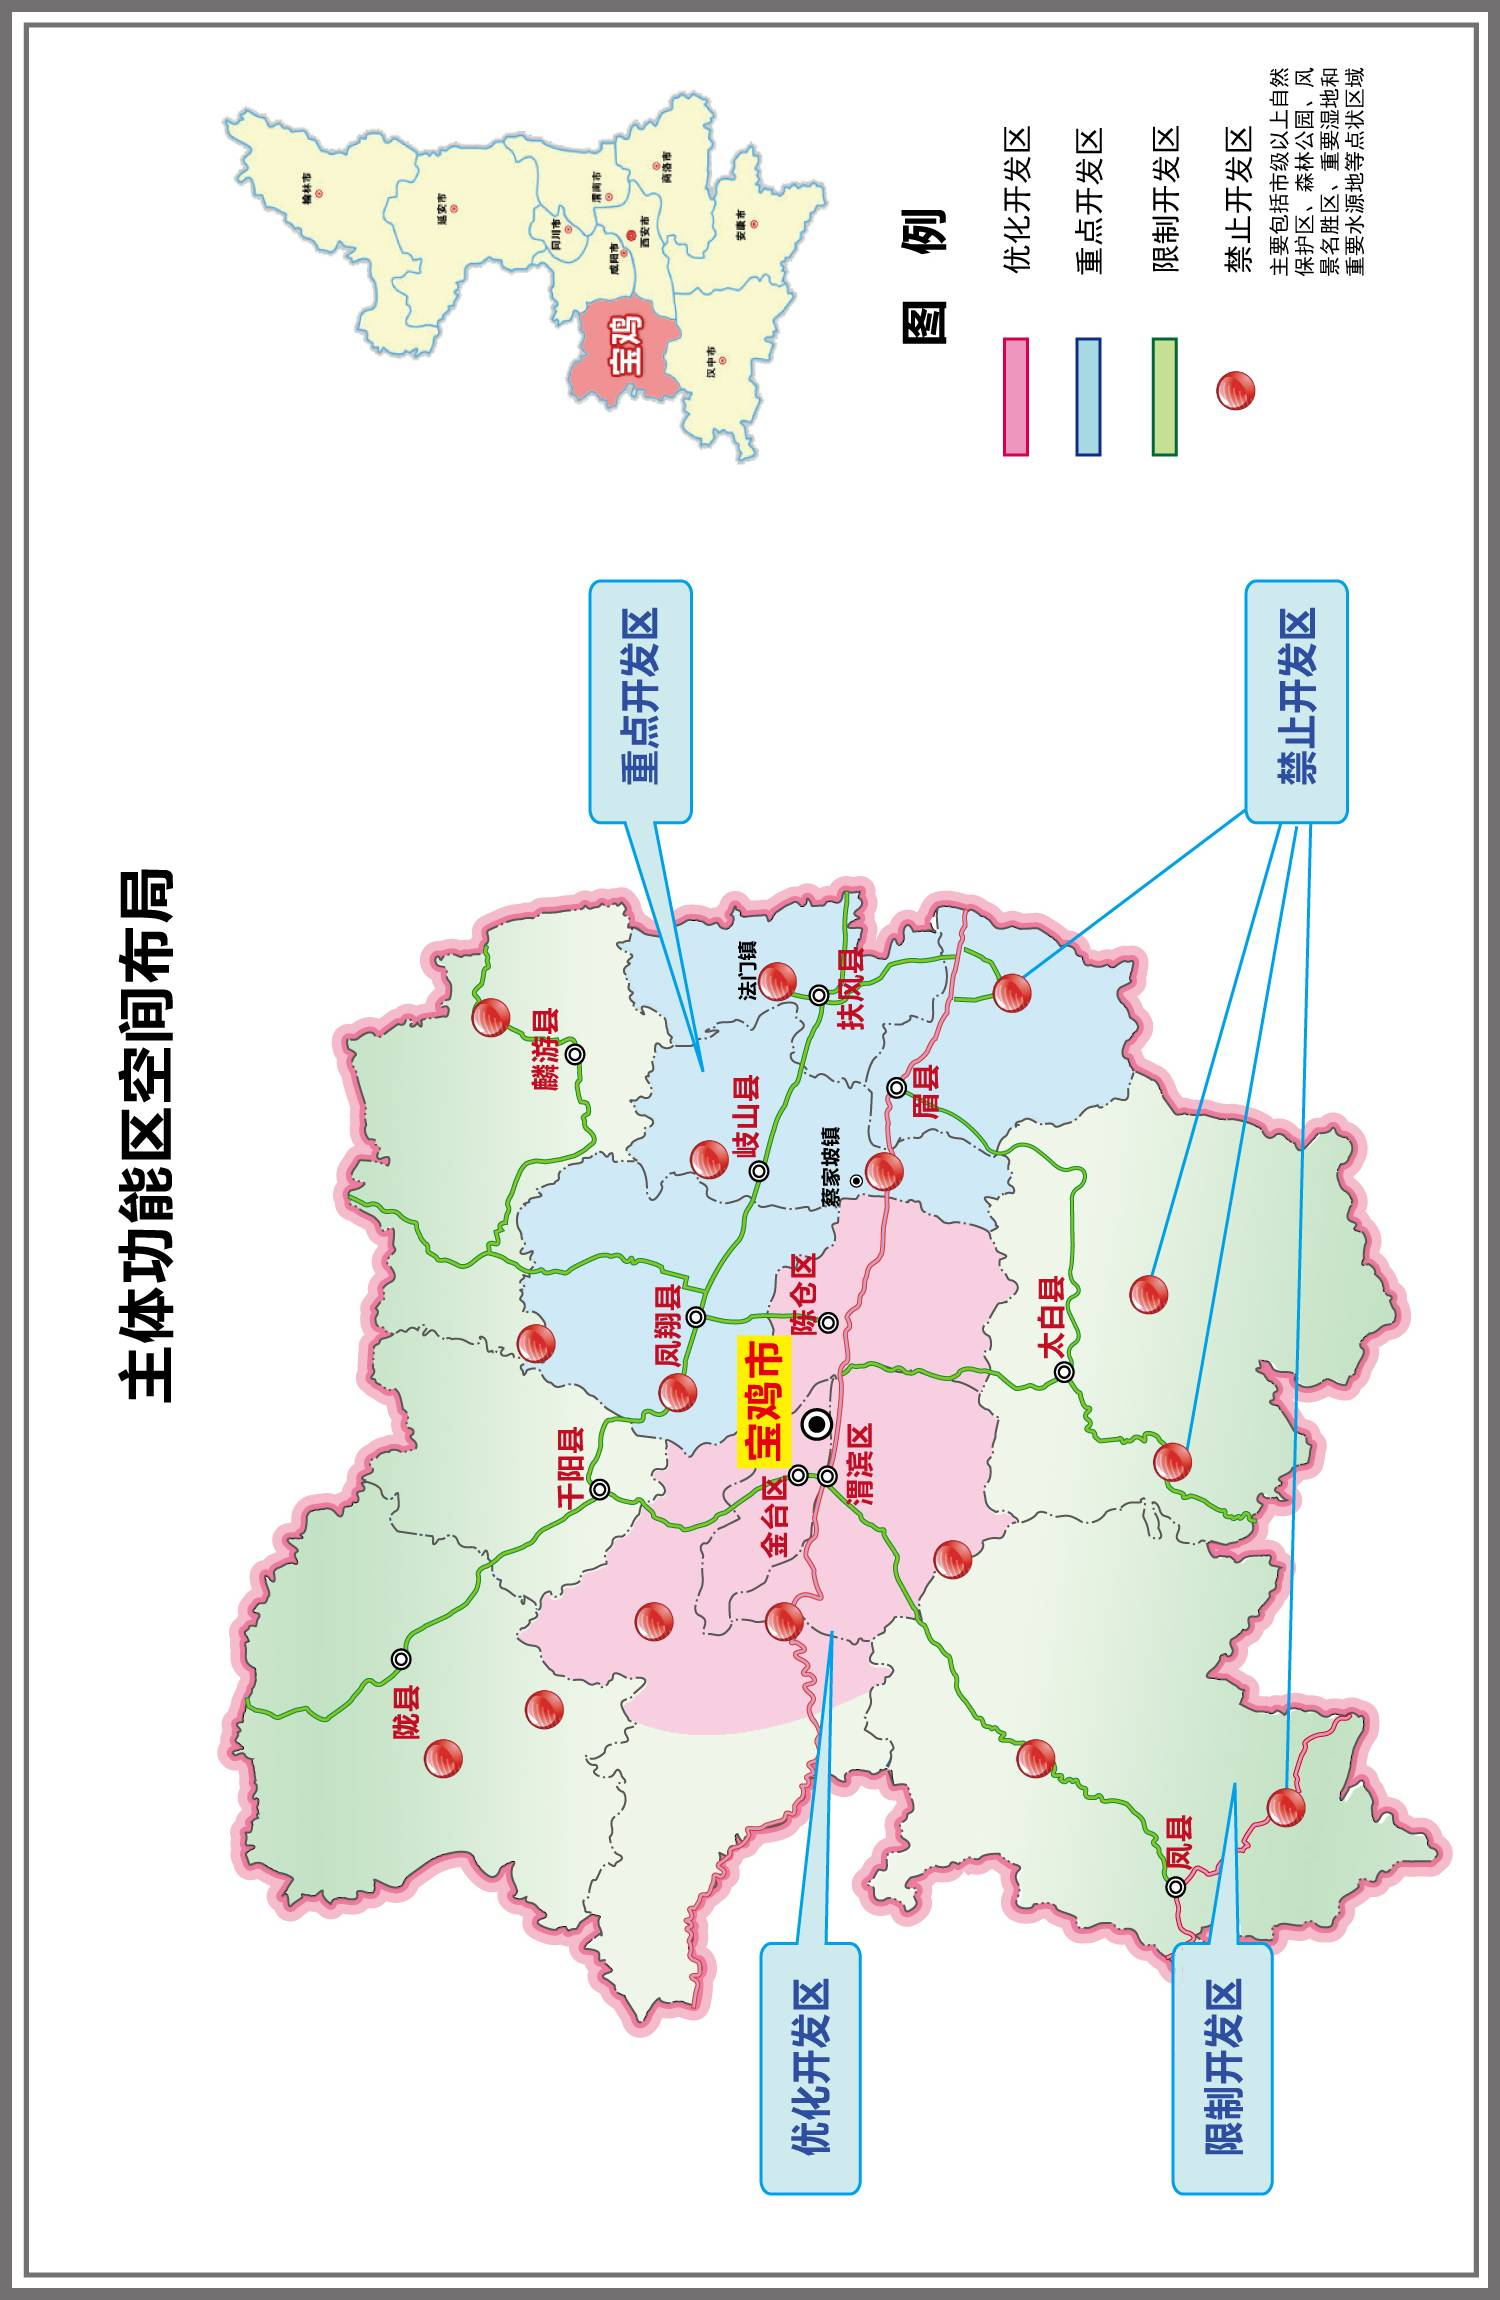 主体功能区空间布局
榆林市
延安市
同川市
渭南市
咸阳市
西安市
商洛市
宝鸡
汉中市
安康市
图 例
优化开发区
重点开发区
限制开发区
禁止开发区
主要包括市级以上自然
保护区、森林公园、风
景名胜区、重要湿地和
重要水源地等点状区域
重点开发区
禁止开发区
优化开发区
限制开发区
陇县
千阳县
麟游县
凤翔县
岐山县
法门镇
扶风县
宝鸡市
金台区
陈仓区
蔡家坡镇
渭滨区
眉县
太白县
凤县